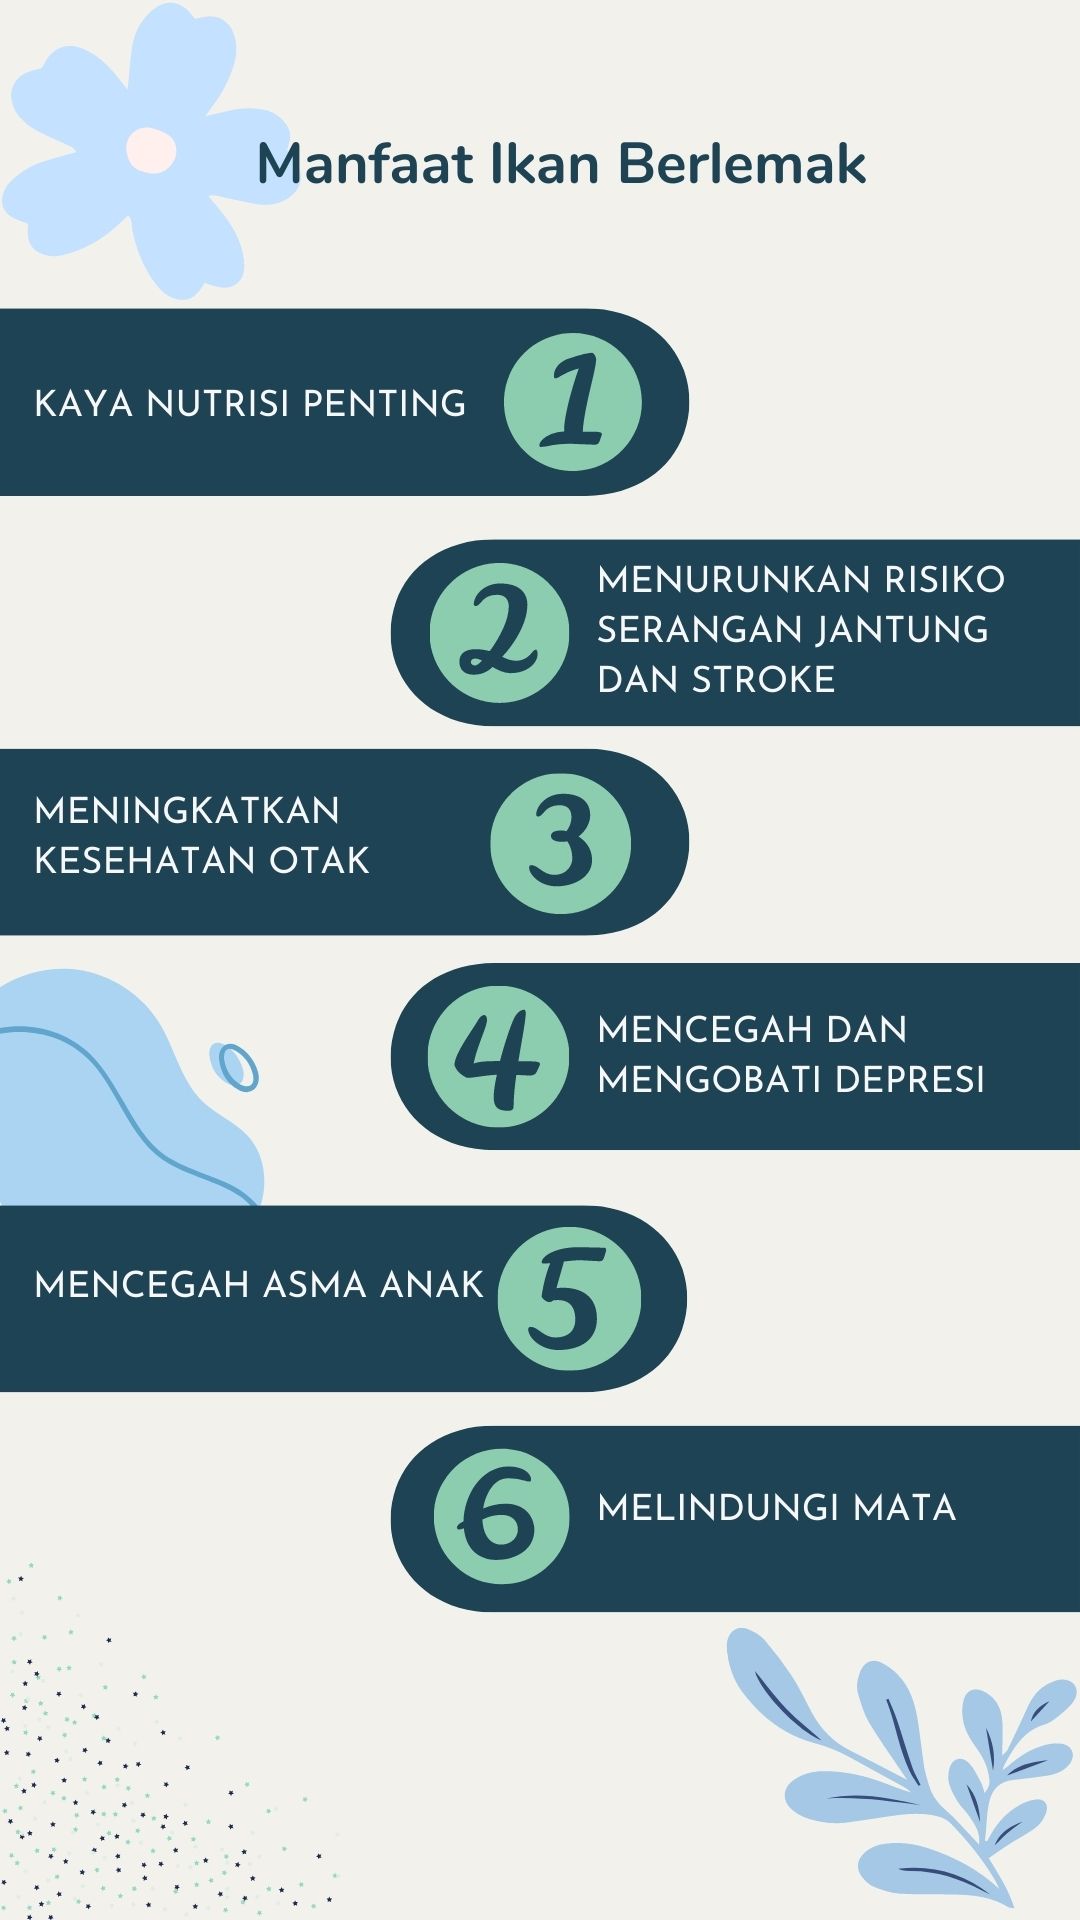 Manfaat Ikan Berlemak
KAYA NUTRISI PENTING
1
2
MENURUNKAN RISIKO
SERANGAN JANTUNG
DAN STROKE
MENINGKATKAN
KESEHATAN OTAK
3
4
MENCEGAH DAN
MENGOBATI DEPRESI
MENCEGAH ASMA ANAK
5
6
MELINDUNGI MATA